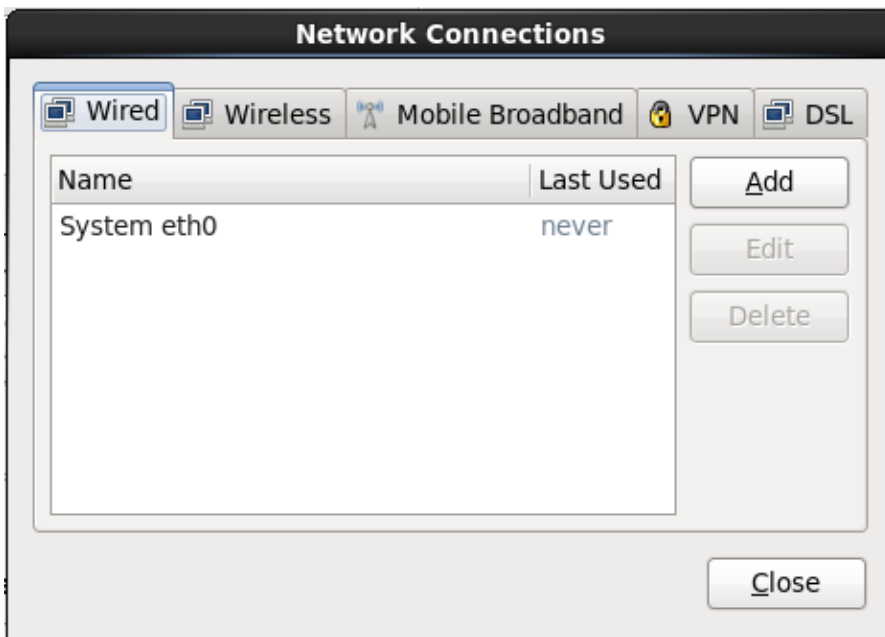 Network Connections
Wired Wireless Mobile Broadband VPN DSL
Name Last Used Add
System eth0 never
Edit
Delete
Close